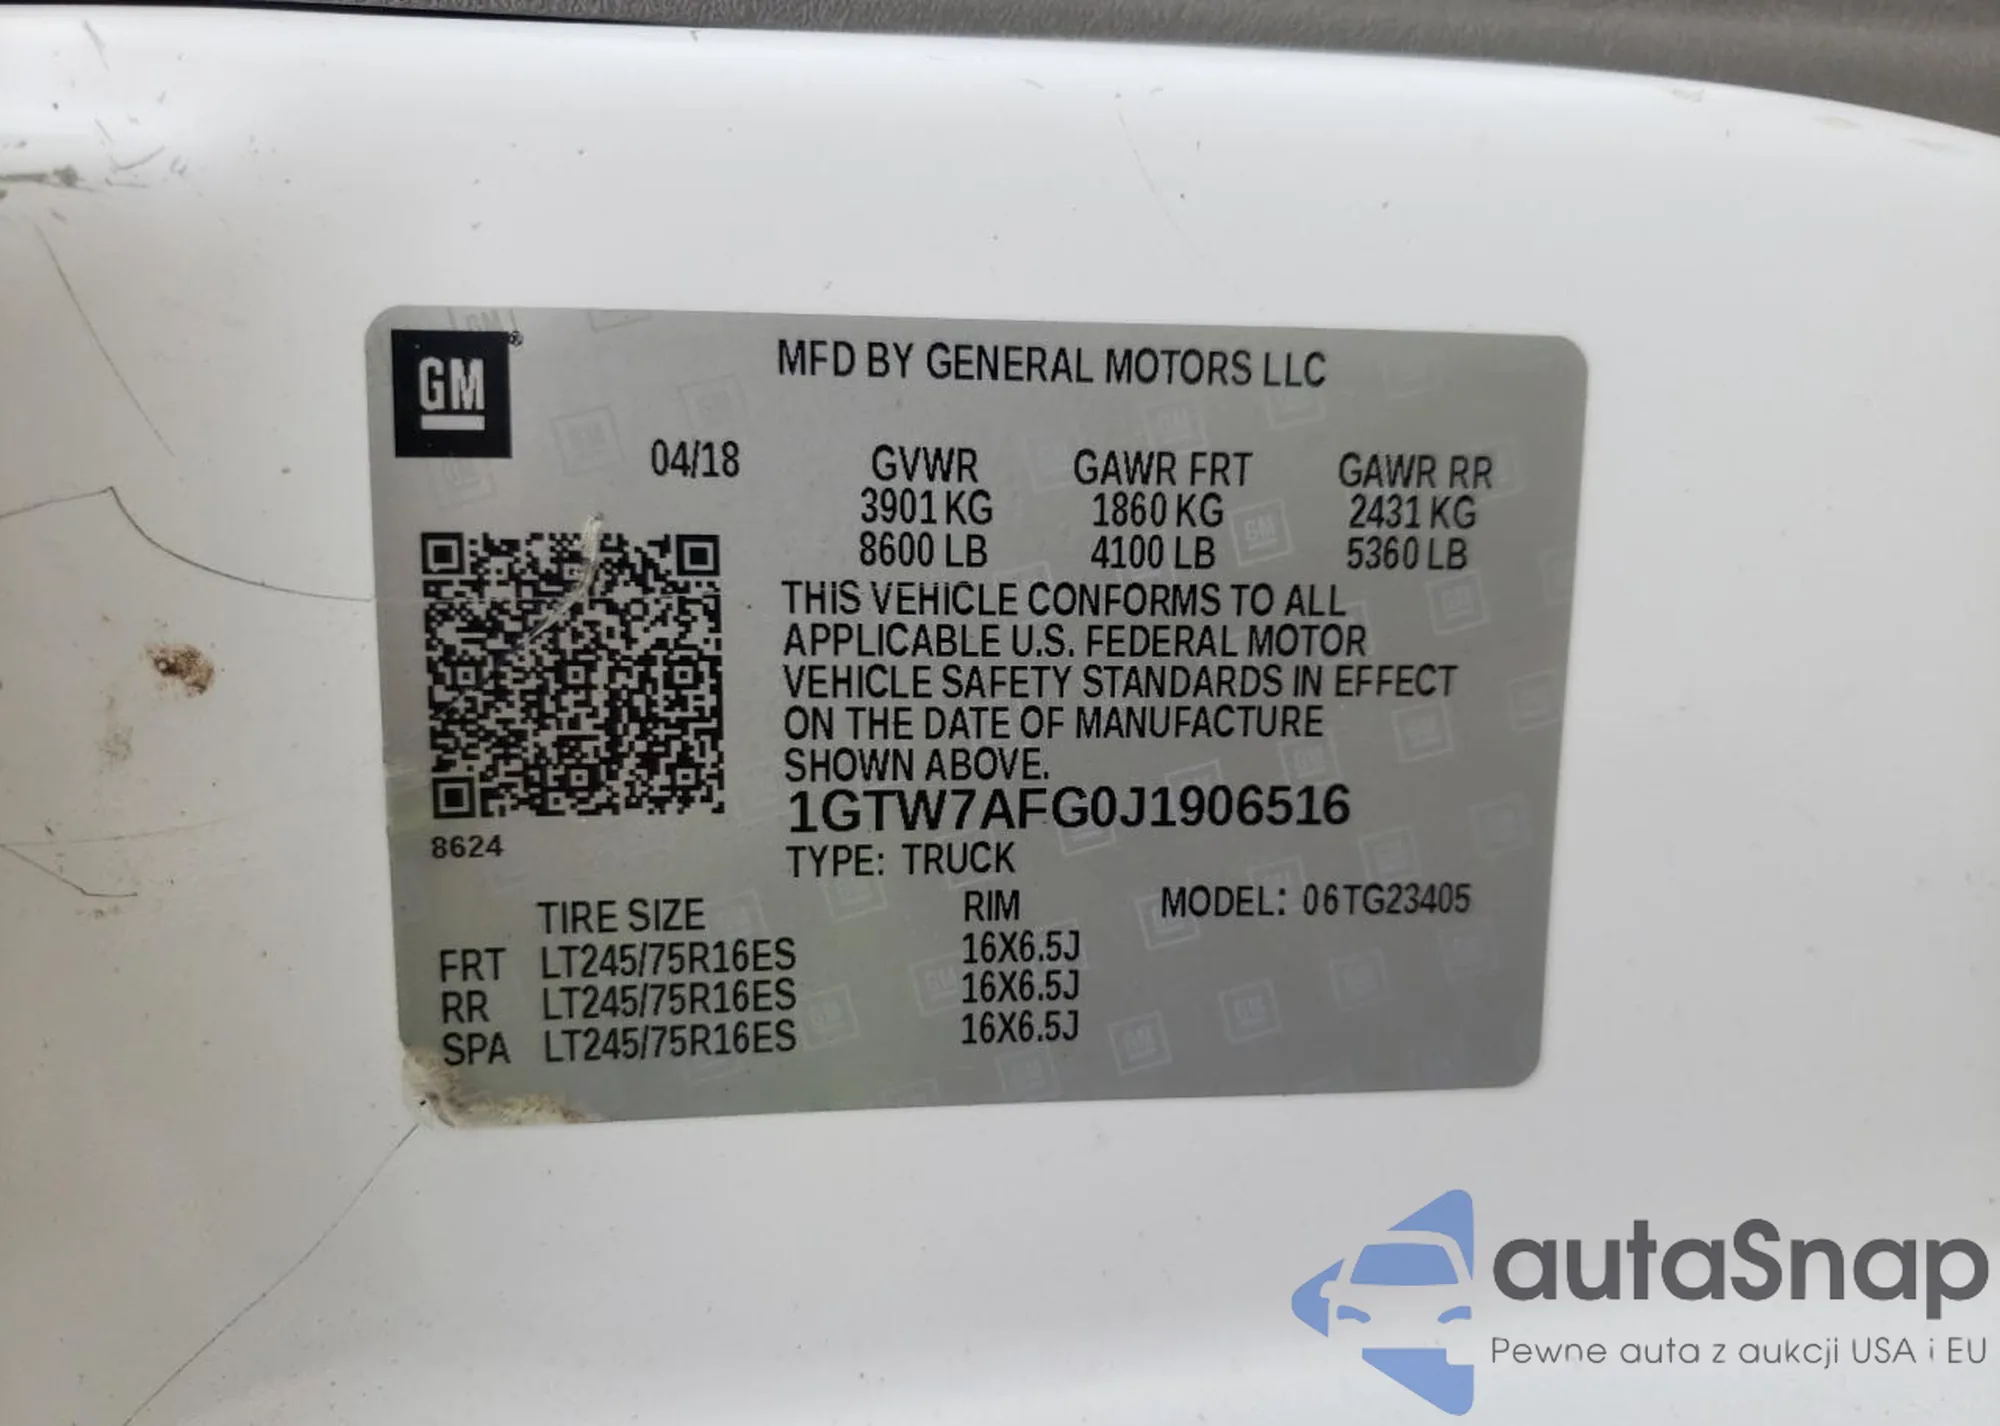 GM
MFD BY GENERAL MOTORS LLC
04/18 GVWR GAWR FRT GAWR RR
3901 KG 1860 KG 2431 KG
8600 LB 4100 LB 5360 LB
THIS VEHICLE CONFORMS TO ALL
APPLICABLE U.S. FEDERAL MOTOR
VEHICLE SAFETY STANDARDS IN EFFECT
ON THE DATE OF MANUFACTURE
SHOWN ABOVE.
1GTW7AFG0J1906516
8624
TYPE: TRUCK
TIRE SIZE RIM MODEL: 06TG23405
FRT LT245/75R16ES 16X6.5J
RR LT245/75R16ES 16X6.5J
SPA LT245/75R16ES 16X6.5J
autaSnap
Pewne auta z aukcji USA i EU